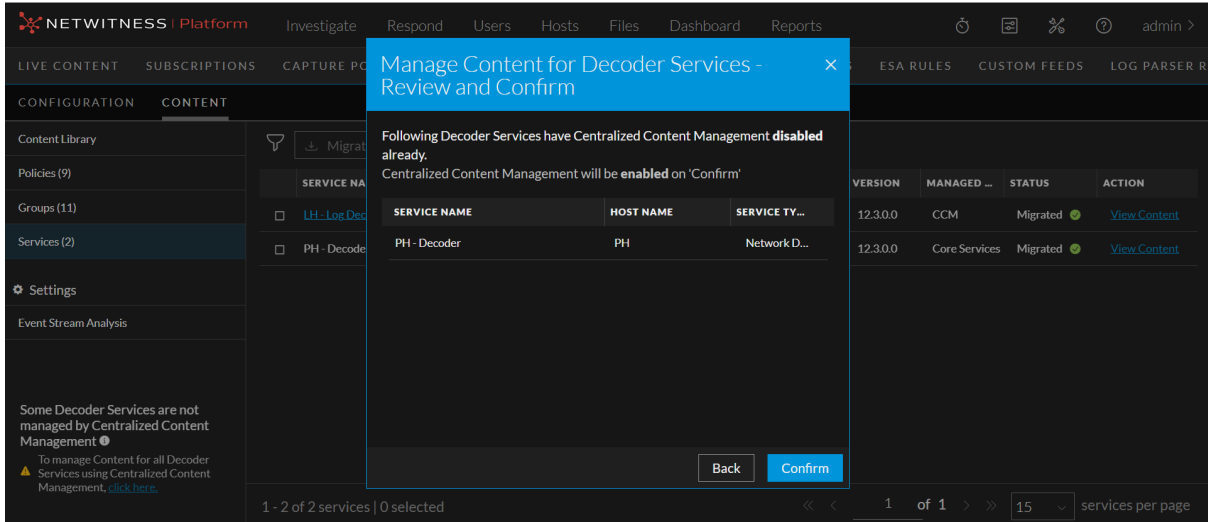 NETWITNESS | Platform
Investigate Respond Users Hosts Files Dashboard Reports
admin >
LIVE CONTENT SUBSCRIPTIONS CAPTURE PO
ESA RULES CUSTOM FEEDS LOG PARSER R
CONFIGURATION CONTENT
Content Library
Policies (9)
Groups (11)
Services (2)
Settings
Event Stream Analysis
Some Decoder Services are not
managed by Centralized Content
Management
To manage Content for all Decoder
Services using Centralized Content
Management, click here.
Migrat
SERVICE NA VERSION MANAGED ... STATUS ACTION
LH - Log Dec 12.3.0.0 CCM Migrated View Content
PH - Decode 12.3.0.0 Core Services Migrated View Content
Manage Content for Decoder Services -
Review and Confirm
Following Decoder Services have Centralized Content Management disabled
already.
Centralized Content Management will be enabled on 'Confirm'
SERVICE NAME HOST NAME SERVICE TY...
PH - Decoder PH Network D...
Back Confirm
1 - 2 of 2 services | 0 selected
« < 1 of 1 > » 15 services per page